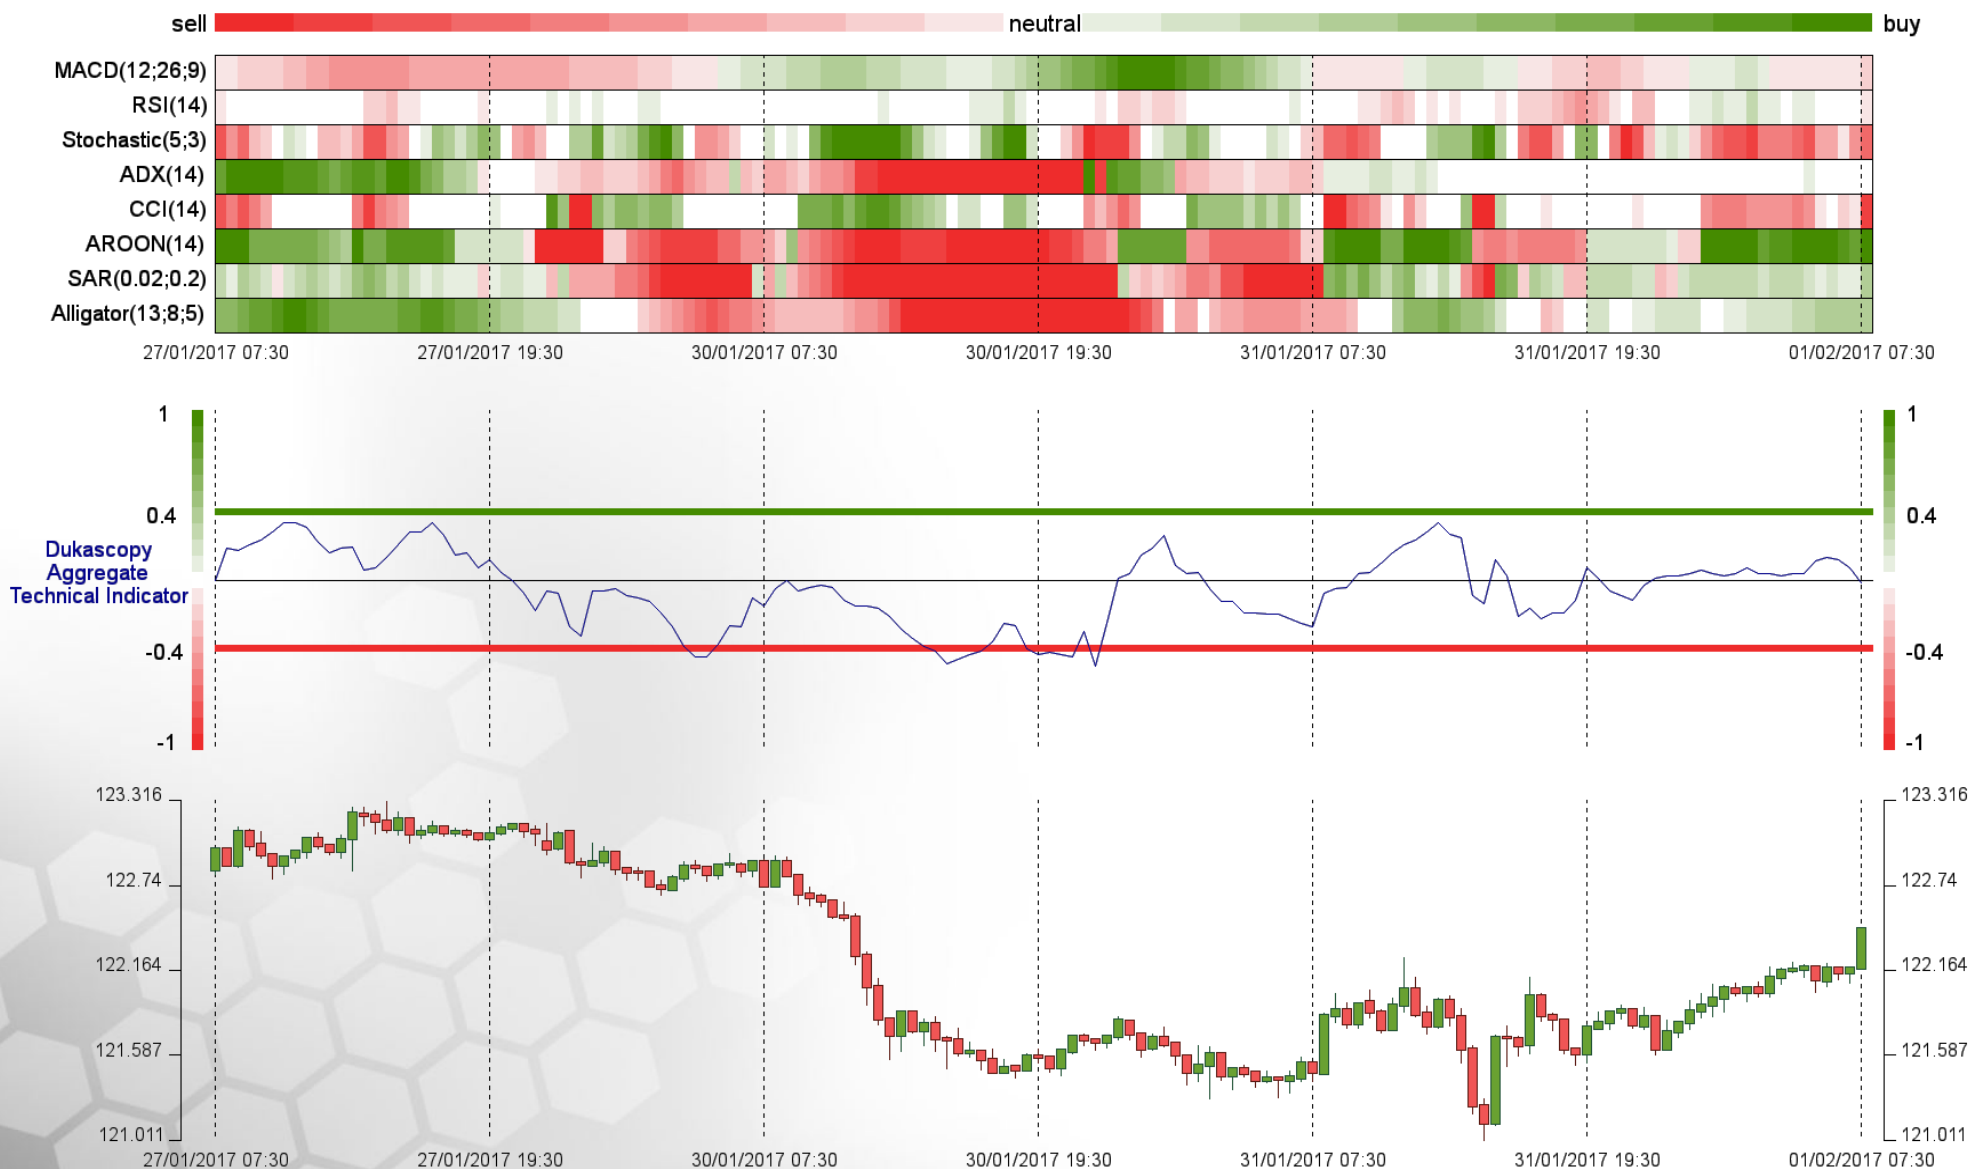 sell neutral buy
MACD(12;26;9)
RSI(14)
Stochastic(5;3)
ADX(14)
CCI(14)
AROON(14)
SAR(0.02;0.2)
Alligator(13;8;5)
27/01/2017 07:30 27/01/2017 19:30 30/01/2017 07:30 30/01/2017 19:30 31/01/2017 07:30 31/01/2017 19:30 01/02/2017 07:30
1 1
0.4 0.4
Dukascopy
Aggregate
Technical Indicator
-0.4 -0.4
-1 -1
123.316 123.316
122.74 122.74
122.164 122.164
121.587 121.587
121.011 121.011
27/01/2017 07:30 27/01/2017 19:30 30/01/2017 07:30 30/01/2017 19:30 31/01/2017 07:30 31/01/2017 19:30 01/02/2017 07:30